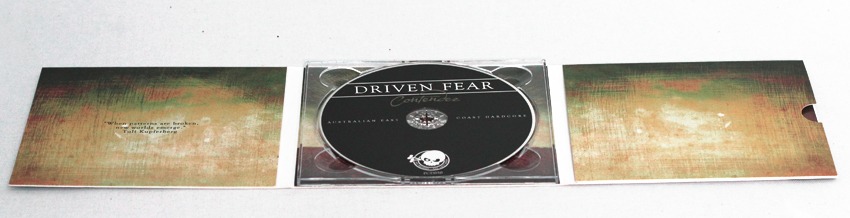 "When patterns are broken,
new worlds emerge."
Tuli Kupferberg
DRIVEN FEAR
Contender
AUSTRALIAN EAST COAST HARDCORE